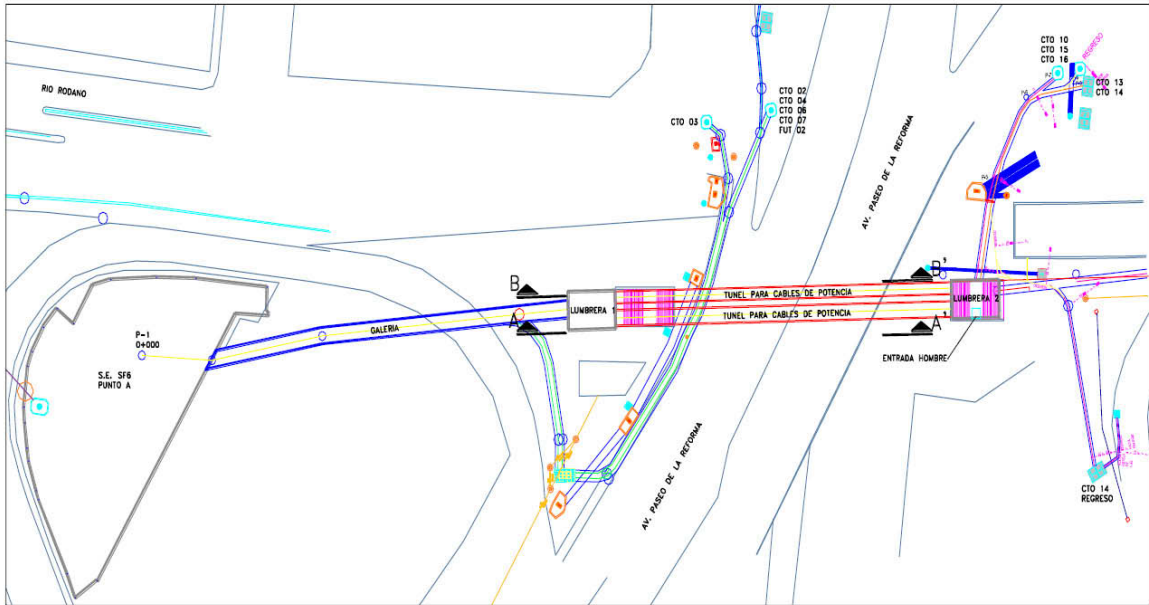 RIO RODANO
CTO 10
CTO 15
CTO 16
REGRESO
CTO 13
CTO 14
CTO 02
CTO 04
CTO 06
CTO 07
FUT 02
CTO 03
AV. PASEO DE LA REFORMA
B
B'
LUMBRERA 1
TUNEL PARA CABLES DE POTENCIA
LUMBRERA 2
GALERIA
A
TUNEL PARA CABLES DE POTENCIA
A'
P-1
0+000
ENTRADA HOMBRE
S.E. SF6
PUNTO A
AV. PASEO DE LA REFORMA
CTO 14
REGRESO